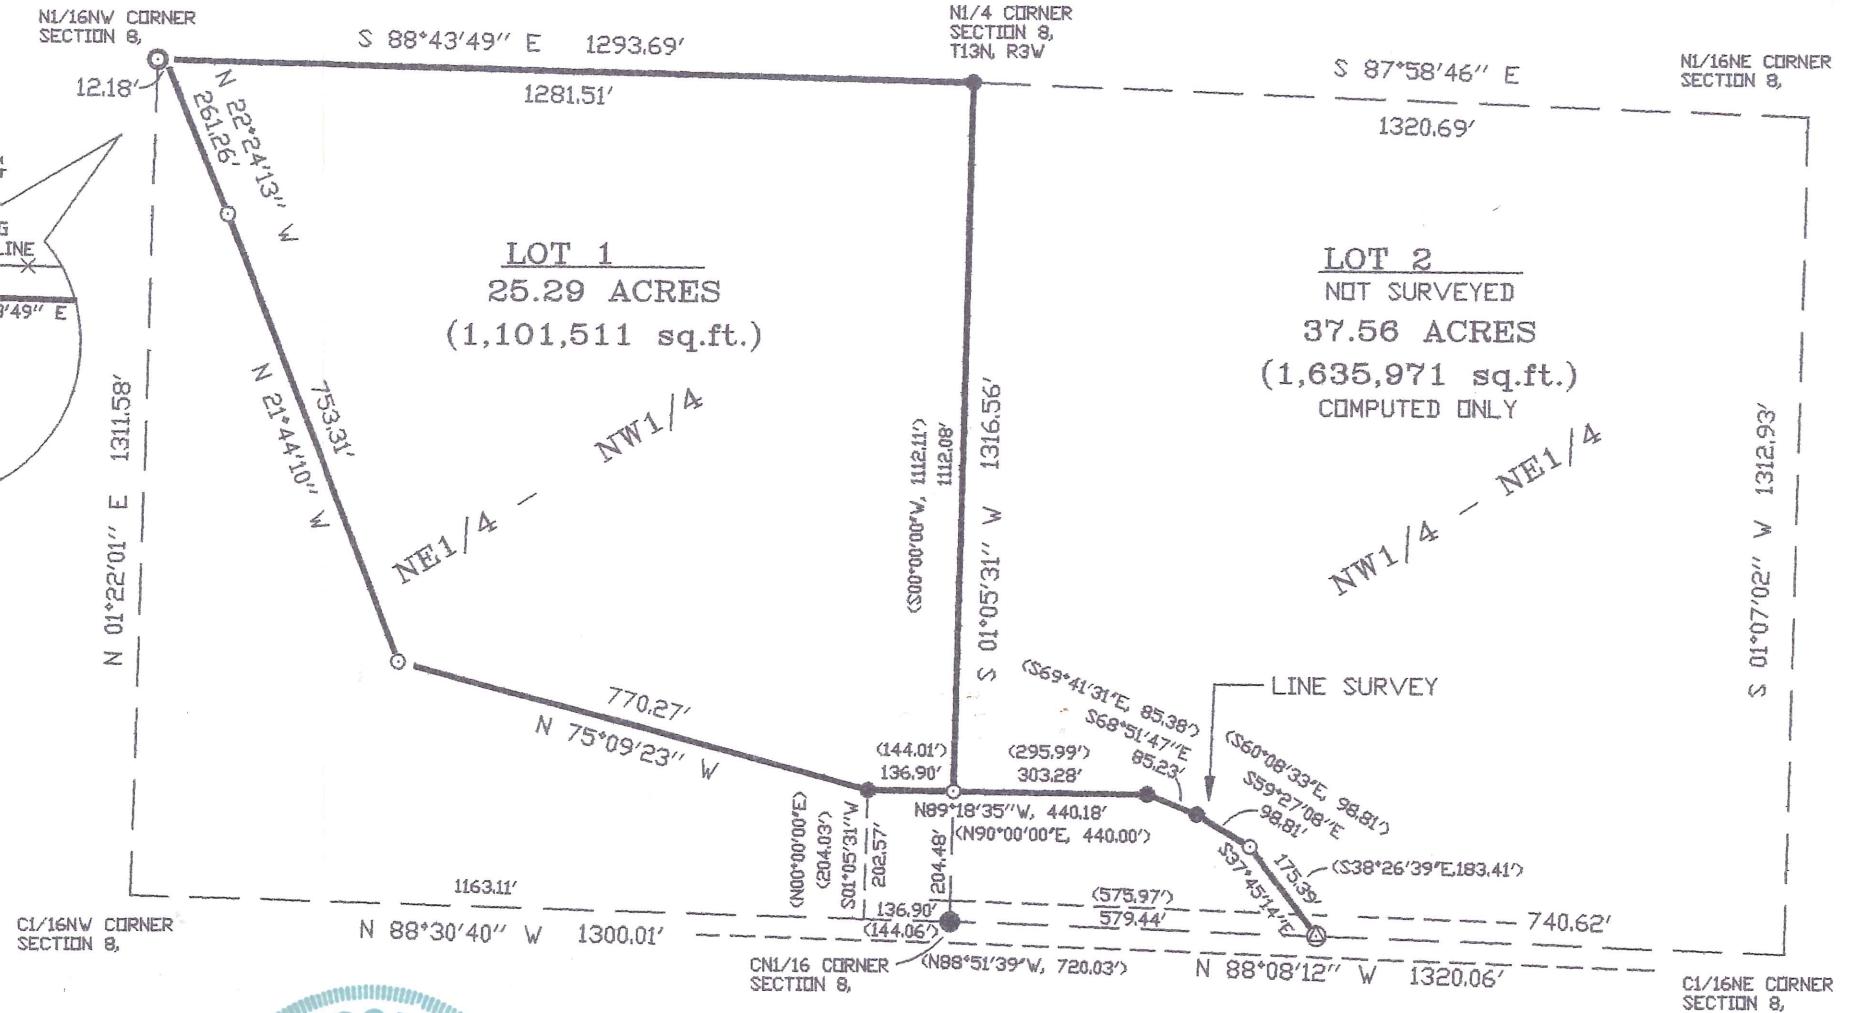 N1/16NW CORNER
SECTION 8,
N1/4 CORNER
SECTION 8,
T13N, R3W
N1/16NE CORNER
SECTION 8,
S 88°43'49" E 1293.69'
1281.51'
12.18'
S 87°58'46" E
1320.69'
N 22°24'13" W
261.26'
LINE
3'49" E
LOT 1
25.29 ACRES
(1,101,511 sq.ft.)
LOT 2
NOT SURVEYED
37.56 ACRES
(1,635,971 sq.ft.)
COMPUTED ONLY
N 01°22'01" E 1311.58'
753.31'
N 21°44'10" W
NE1/4 - NW1/4
(S00°00'00"W, 1112.11')
1112.08'
S 01°05'31" W 1316.56'
NW1/4 - NE1/4
S 01°07'02" W 1312.93'
LINE SURVEY
770.27'
N 75°09'23" W
(S69°41'31"E, 85.38')
S68°51'47"E
85.23'
(S60°08'33"E, 98.81')
S59°27'08"E
98.81'
(144.01')
136.90'
(295.99')
303.28'
N89°18'35"W, 440.18'
(N90°00'00"E, 440.00')
(N00°00'00"E)
(204.03')
S01°05'31"W
202.57'
204.48'
S37°45'14"E
175.39'
(S38°26'39"E,183.41')
1163.11'
136.90'
(144.06')
(575.97')
579.44'
740.62'
C1/16NW CORNER
SECTION 8,
N 88°30'40" W 1300.01'
CN1/16 CORNER
SECTION 8,
(N88°51'39"W, 720.03')
N 88°08'12" W 1320.06'
C1/16NE CORNER
SECTION 8,